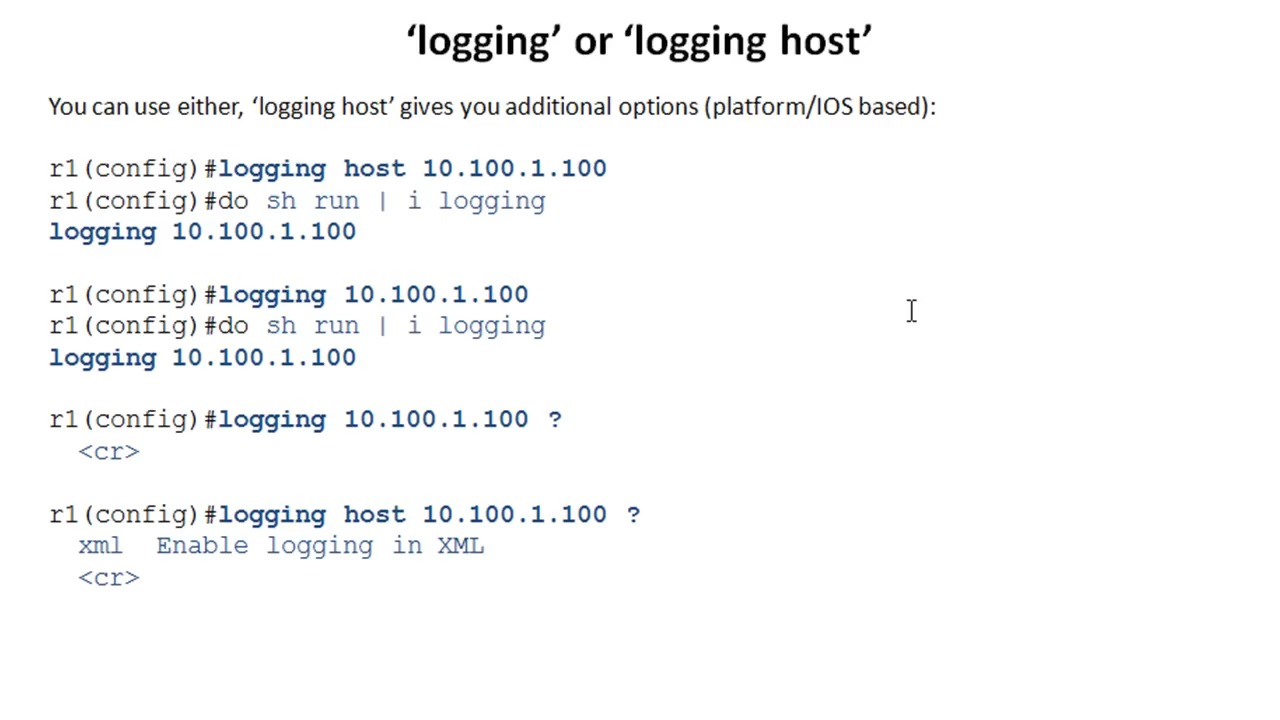 ‘logging’ or ‘logging host’
You can use either, ‘logging host’ gives you additional options (platform/IOS based):
r1(config)#logging host 10.100.1.100
r1(config)#do sh run | i logging
logging 10.100.1.100
r1(config)#logging 10.100.1.100
r1(config)#do sh run | i logging
logging 10.100.1.100
r1(config)#logging 10.100.1.100 ?
<cr>
r1(config)#logging host 10.100.1.100 ?
xml  Enable logging in XML
<cr>